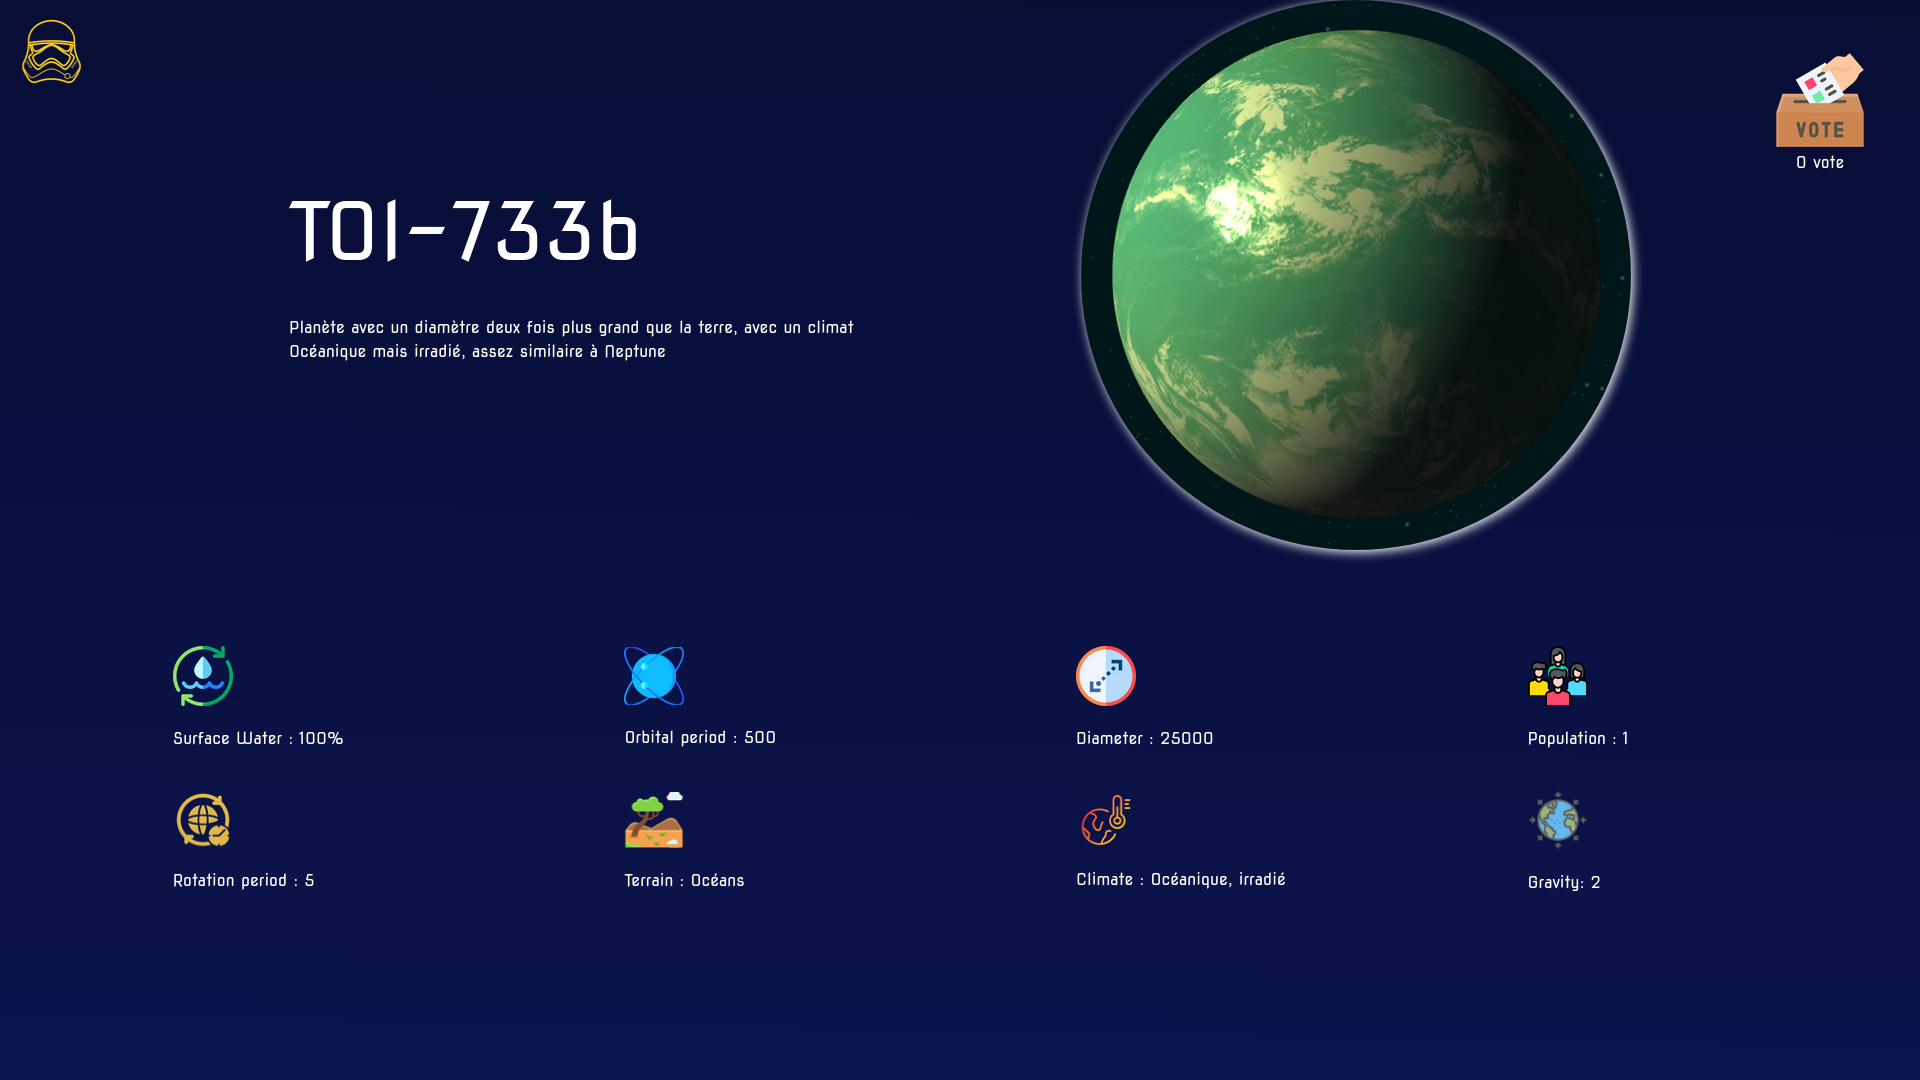 VOTE
0 vote
TOI-733b
Planète avec un diamètre deux fois plus grand que la terre, avec un climat
Océanique mais irradié, assez similaire à Neptune
Surface Water : 100%
Orbital period : 500
Diameter : 25000
Population : 1
Rotation period : 5
Terrain : Océans
Climate : Océanique, irradié
Gravity: 2